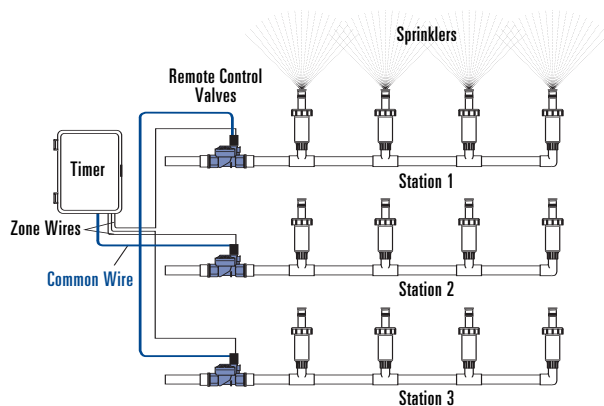 Sprinklers
Remote Control
Valves
Timer
Station 1
Zone Wires
Common Wire
Station 2
Station 3